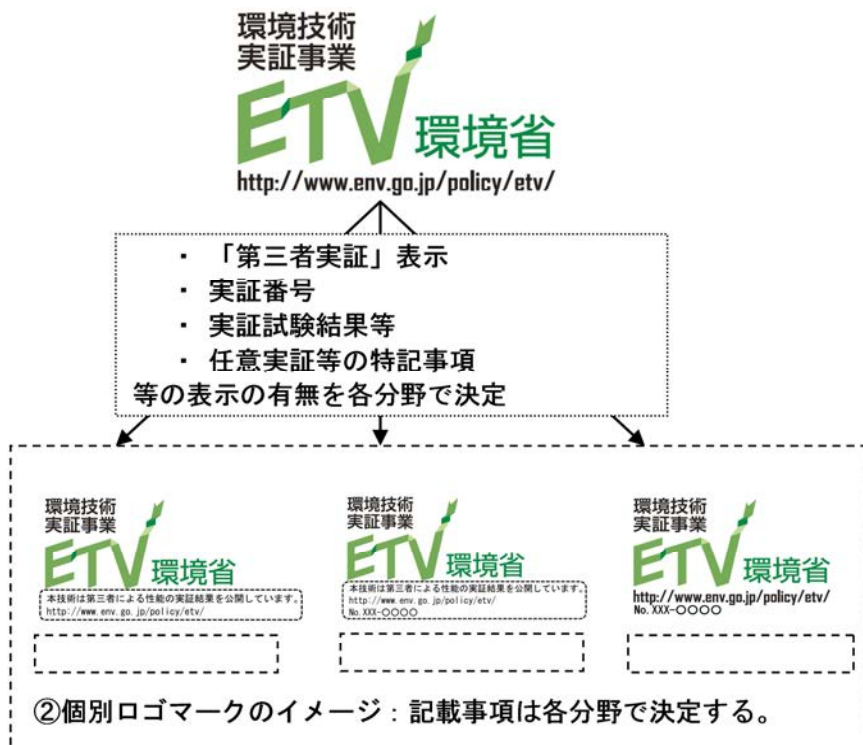 環境技術
実証事業
ETV 環境省
http://www.env.go.jp/policy/etv/
・ 「第三者実証」表示
・ 実証番号
・ 実証試験結果等
・ 任意実証等の特記事項
等の表示の有無を各分野で決定
環境技術
実証事業
ETV 環境省
本技術は第三者による性能の実証結果を公開しています。
http://www.env.go.jp/policy/etv/
環境技術
実証事業
ETV 環境省
本技術は第三者による性能の実証結果を公開しています。
http://www.env.go.jp/policy/etv/
No.XXX-〇〇〇〇
環境技術
実証事業
ETV 環境省
http://www.env.go.jp/policy/etv/
No.XXX-〇〇〇〇
②個別ロゴマークのイメージ：記載事項は各分野で決定する。